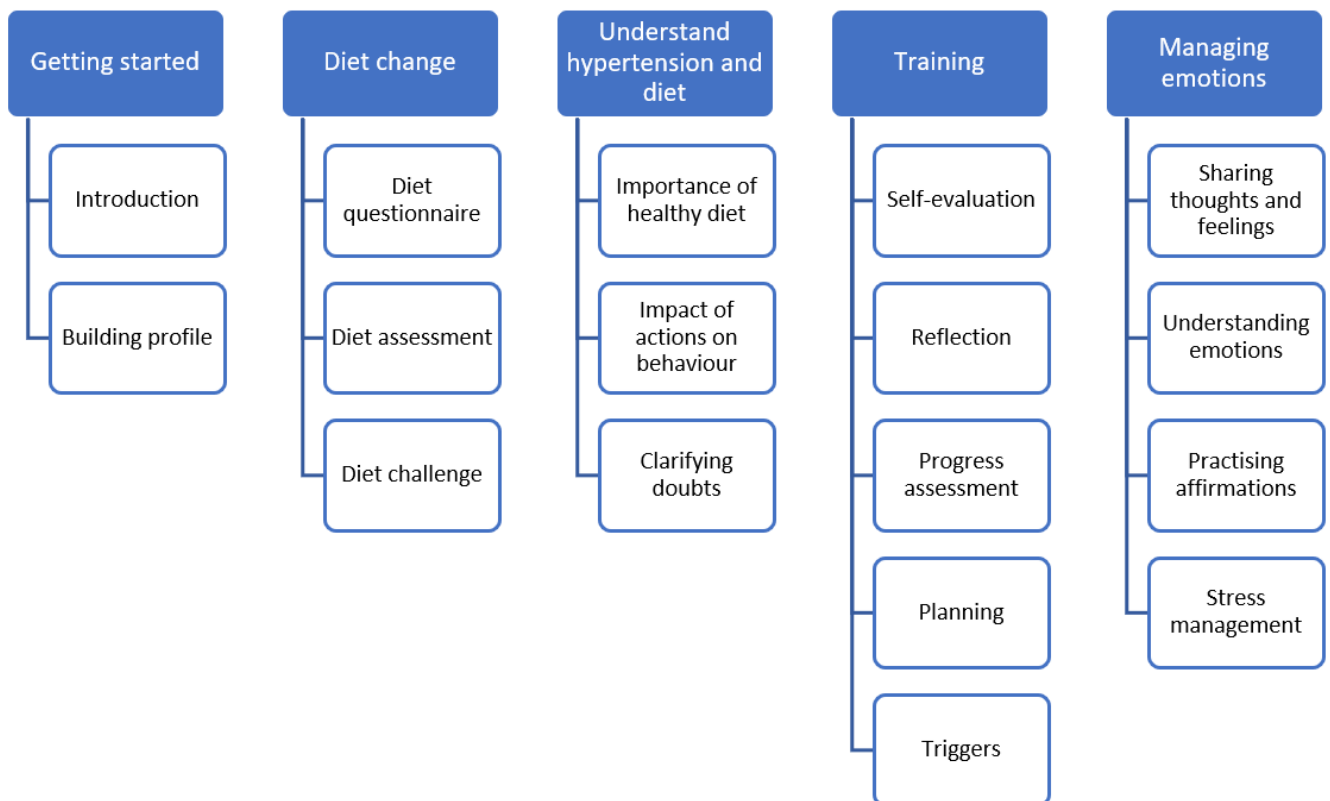 Getting started
Introduction
Building profile
Diet change
Diet
questionnaire
Diet assessment
Diet challenge
Understand
hypertension and
diet
Importance of
healthy diet
Impact of
actions on
behaviour
Clarifying
doubts
Training
Self-evaluation
Reflection
Progress
assessment
Planning
Triggers
Managing
emotions
Sharing
thoughts and
feelings
Understanding
emotions
Practising
affirmations
Stress
management